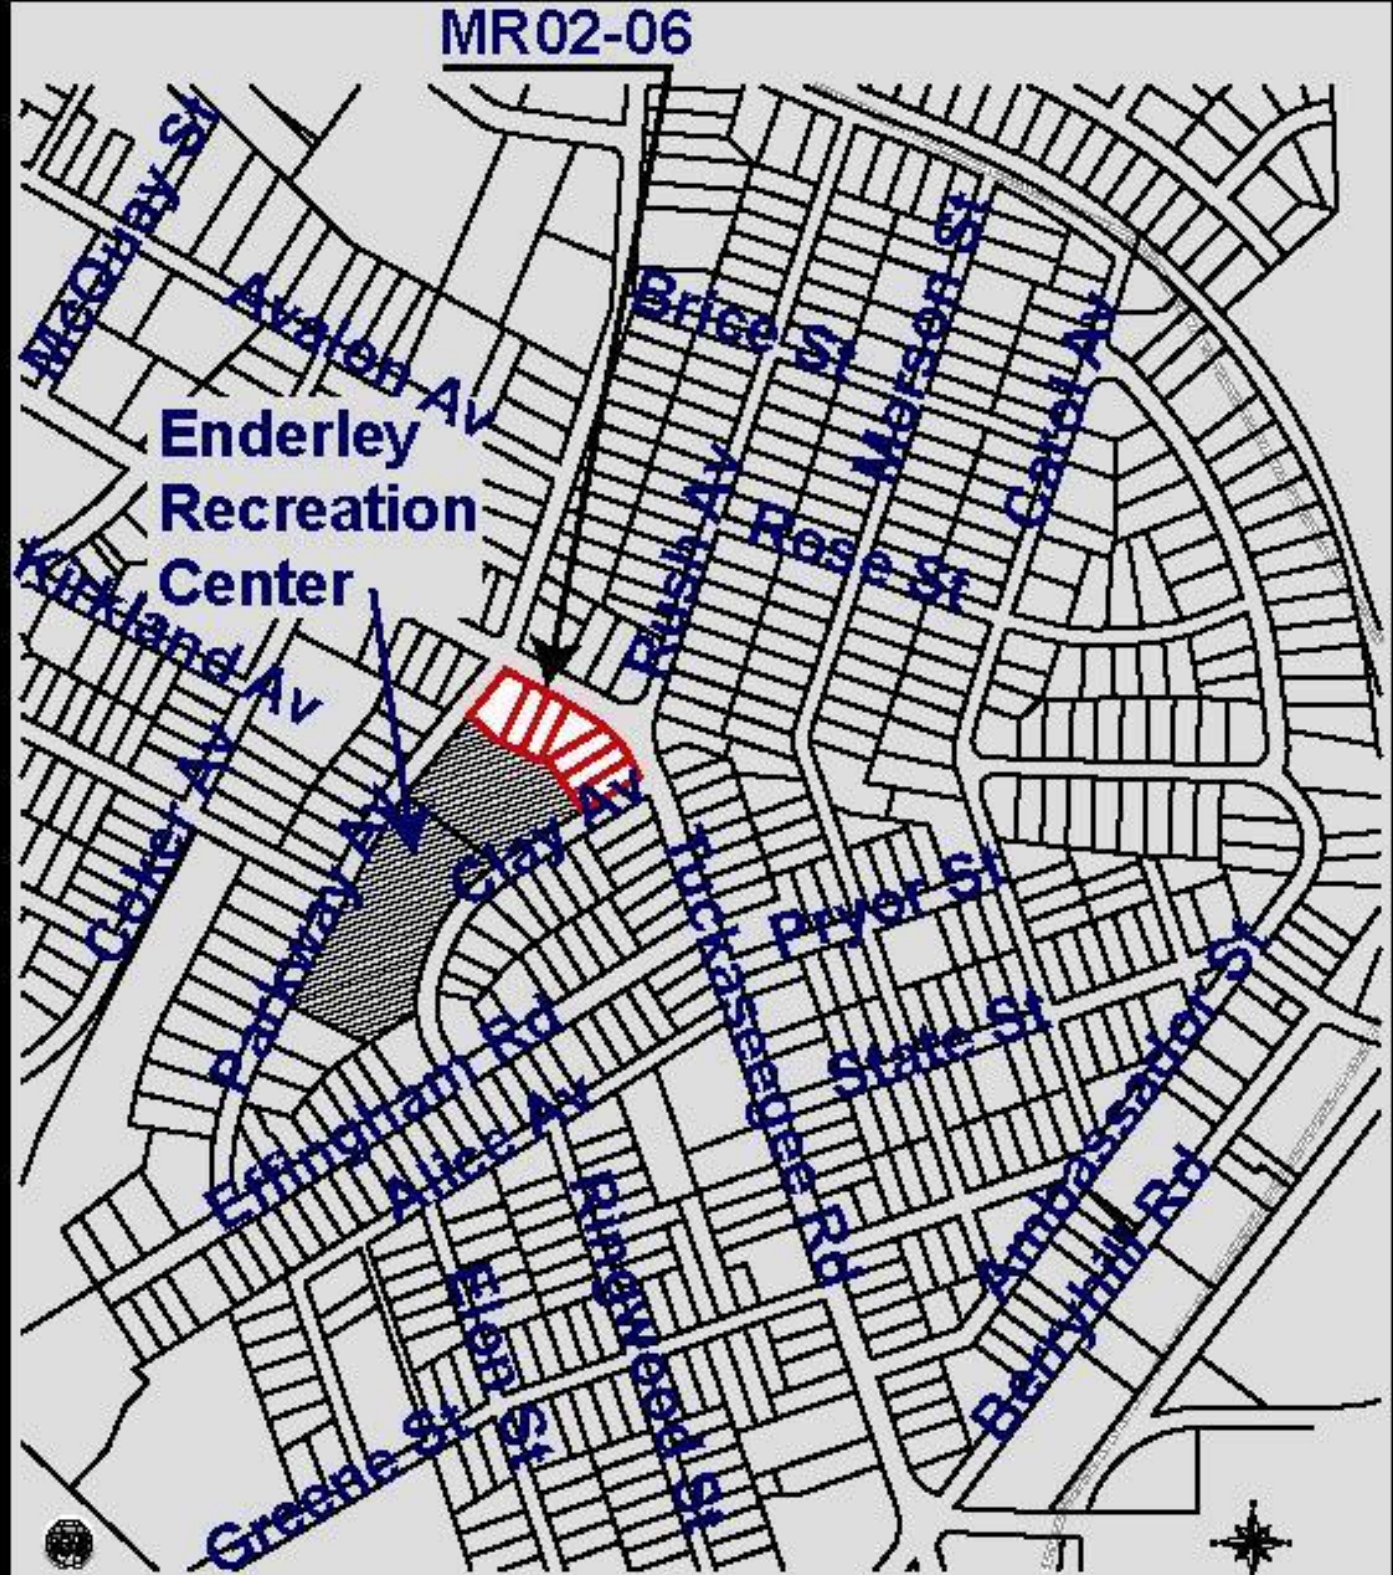 MR02-06
McQuay St
Avalon Av
Brice St
Merson St
Carol Av
Enderley
Recreation
Center
Rush Av
Rose St
Kirkland Av
Coker Av
Parkway Av
Clay Av
Tuckaseegee Rd
Pryor St
State St
Effingham Rd
Alice Av
Ambassador St
Berryhill Rd
Elon St
Ringwood St
Greene St